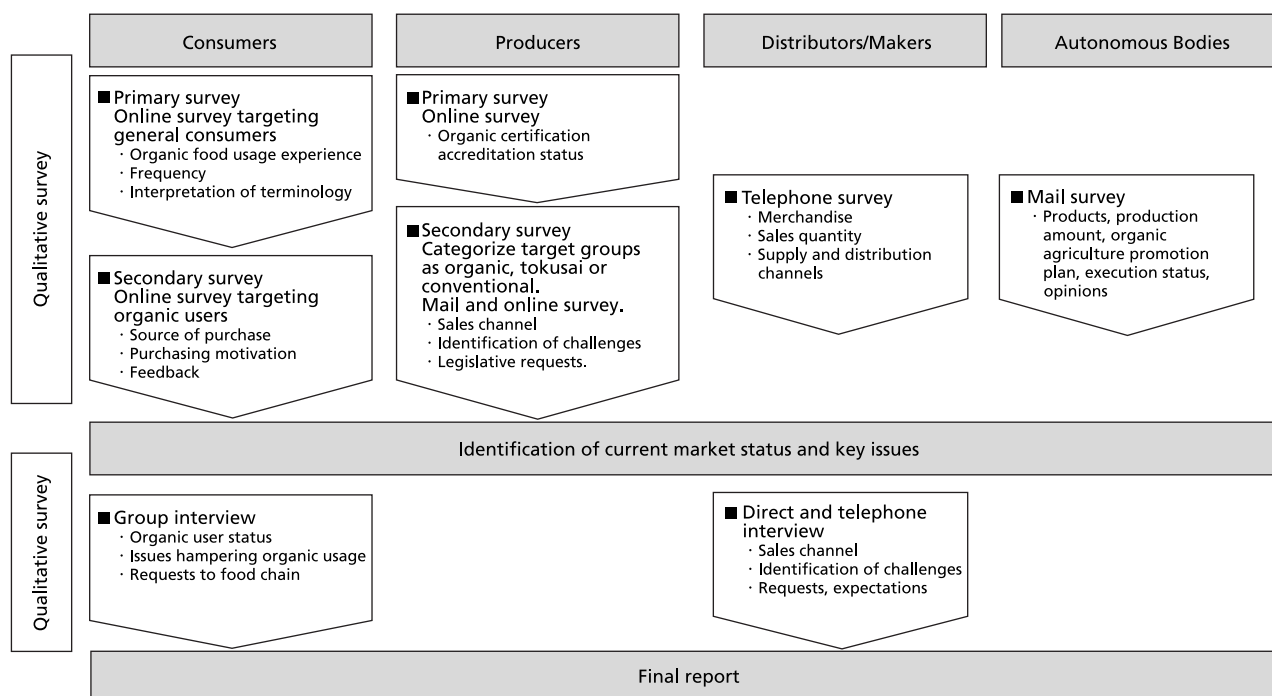 Consumers
Producers
Distributors/Makers
Autonomous Bodies
Qualitative survey
■Primary survey
Online survey targeting
general consumers
· Organic food usage experience
· Frequency
· Interpretation of terminology
■Secondary survey
Online survey targeting
organic users
· Source of purchase
· Purchasing motivation
· Feedback
■Primary survey
Online survey
· Organic certification
accreditation status
■Secondary survey
Categorize target groups
as organic, tokusai or
conventional.
Mail and online survey.
· Sales channel
· Identification of challenges
· Legislative requests.
■Telephone survey
· Merchandise
· Sales quantity
· Supply and distribution
channels
■Mail survey
· Products, production
amount, organic
agriculture promotion
plan, execution status,
opinions
Identification of current market status and key issues
Qualitative survey
■Group interview
· Organic user status
· Issues hampering organic usage
· Requests to food chain
■Direct and telephone
interview
· Sales channel
· Identification of challenges
· Requests, expectations
Final report